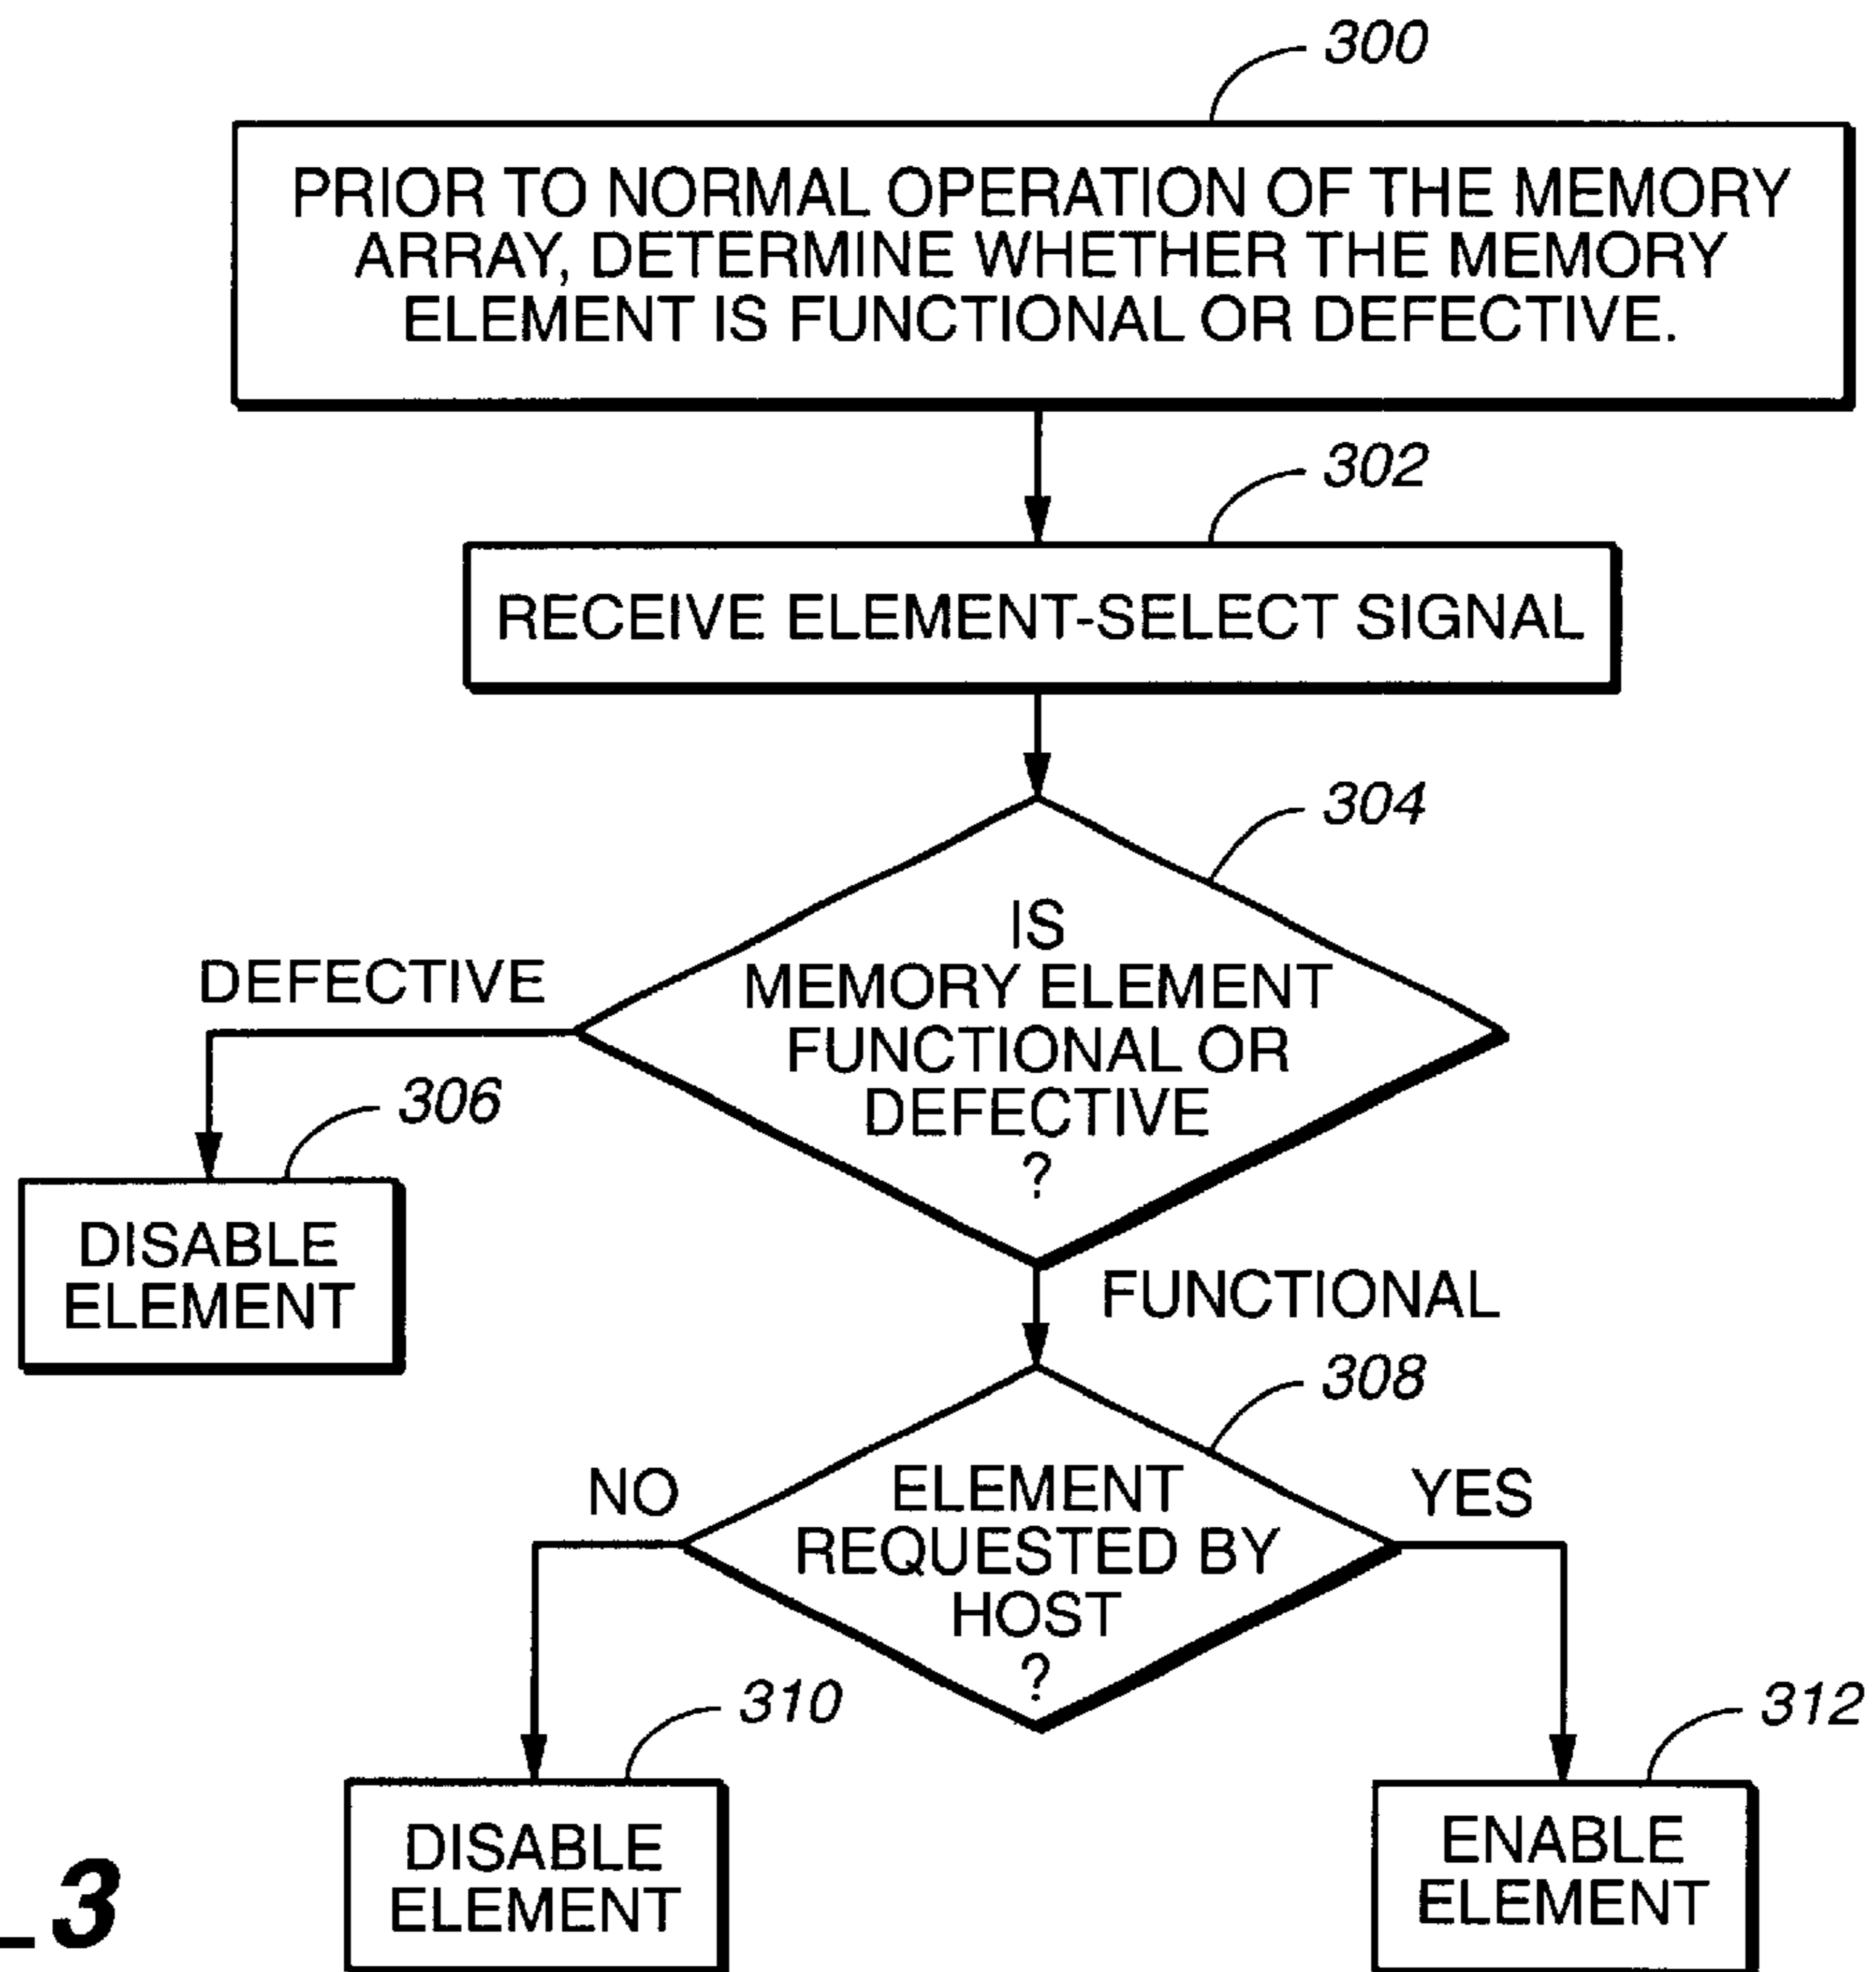 300
PRIOR TO NORMAL OPERATION OF THE MEMORY
ARRAY, DETERMINE WHETHER THE MEMORY
ELEMENT IS FUNCTIONAL OR DEFECTIVE.
302
RECEIVE ELEMENT-SELECT SIGNAL
304
IS
MEMORY ELEMENT
FUNCTIONAL OR
DEFECTIVE
?
DEFECTIVE
306
DISABLE
ELEMENT
FUNCTIONAL
308
ELEMENT
REQUESTED BY
HOST
?
NO
YES
310
DISABLE
ELEMENT
312
ENABLE
ELEMENT
3